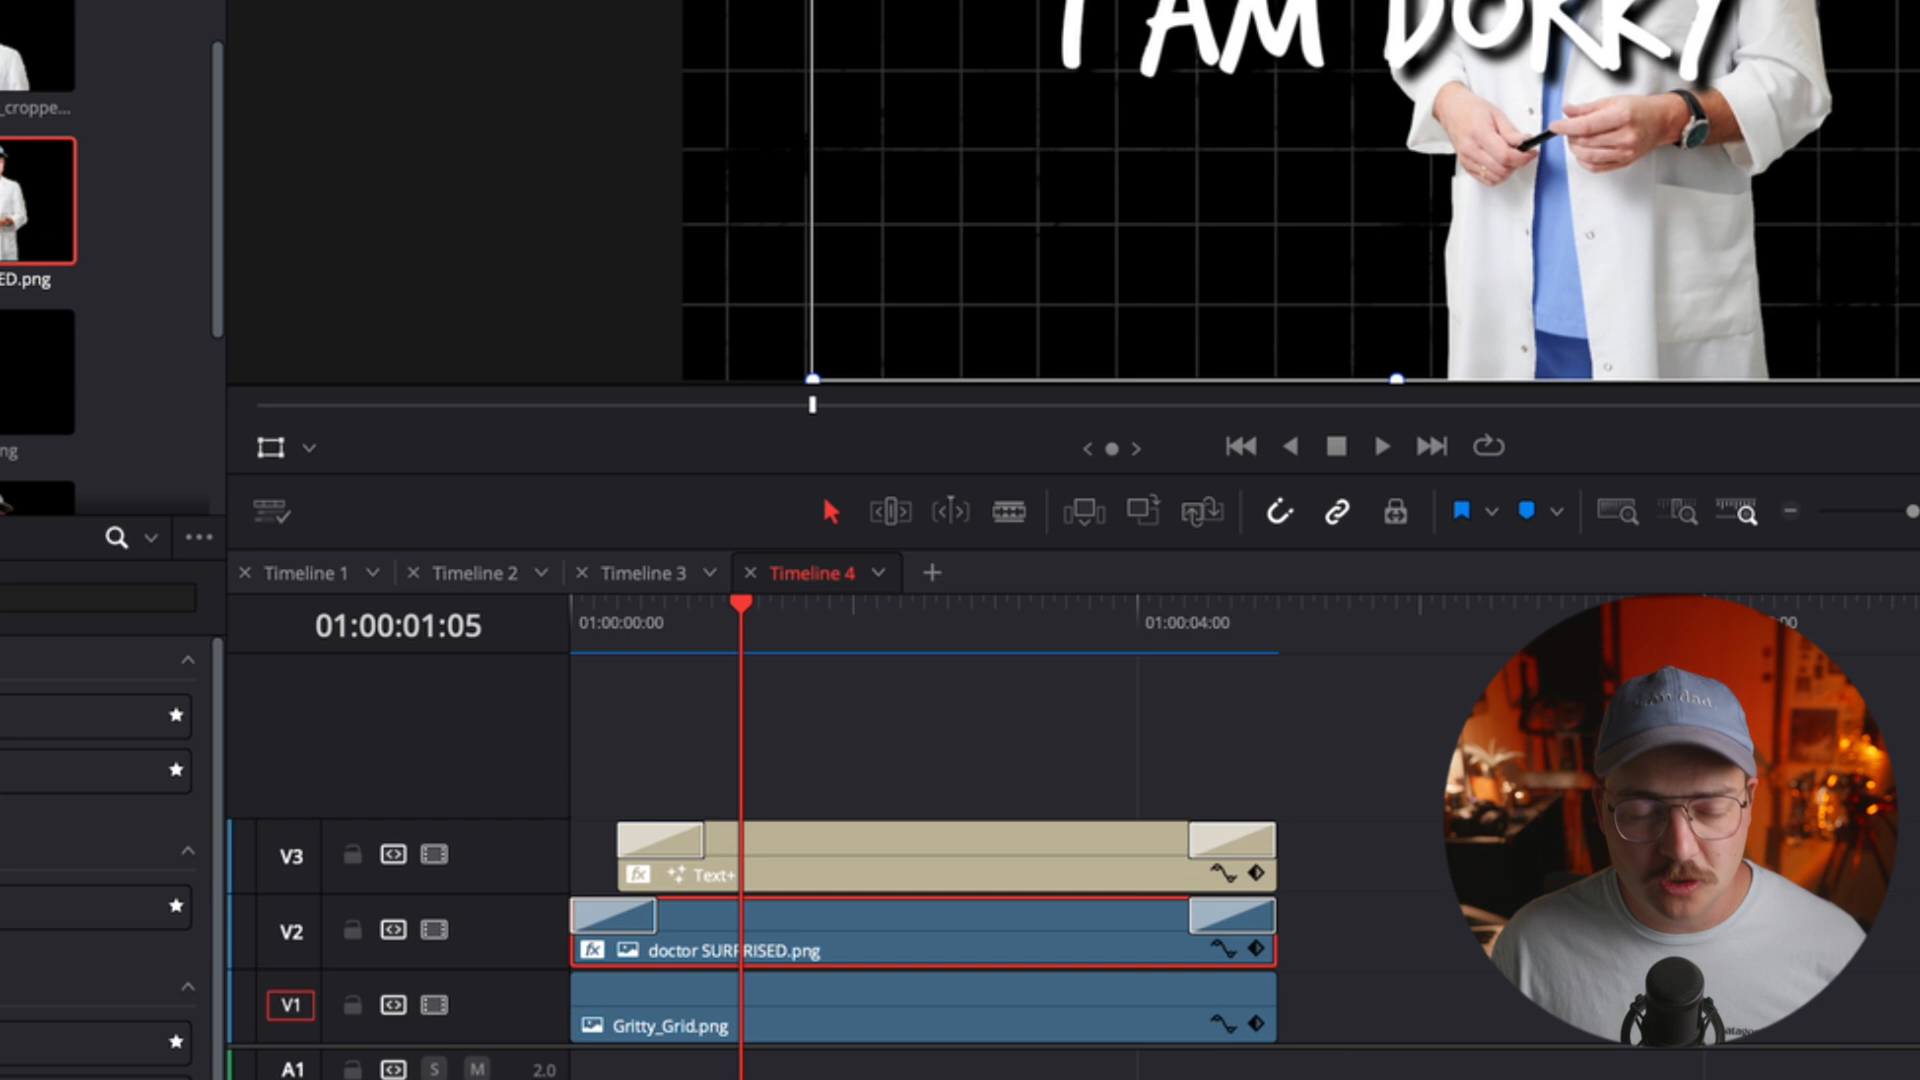 I AM DORKY
_croppe...
ED.png
ng
Timeline 1
Timeline 2
Timeline 3
Timeline 4
01:00:01:05
01:00:00:00
01:00:04:00
:00
V3
fx Text+
V2
fx doctor SURPRISED.png
V1
Gritty_Grid.png
A1
S
M
2.0